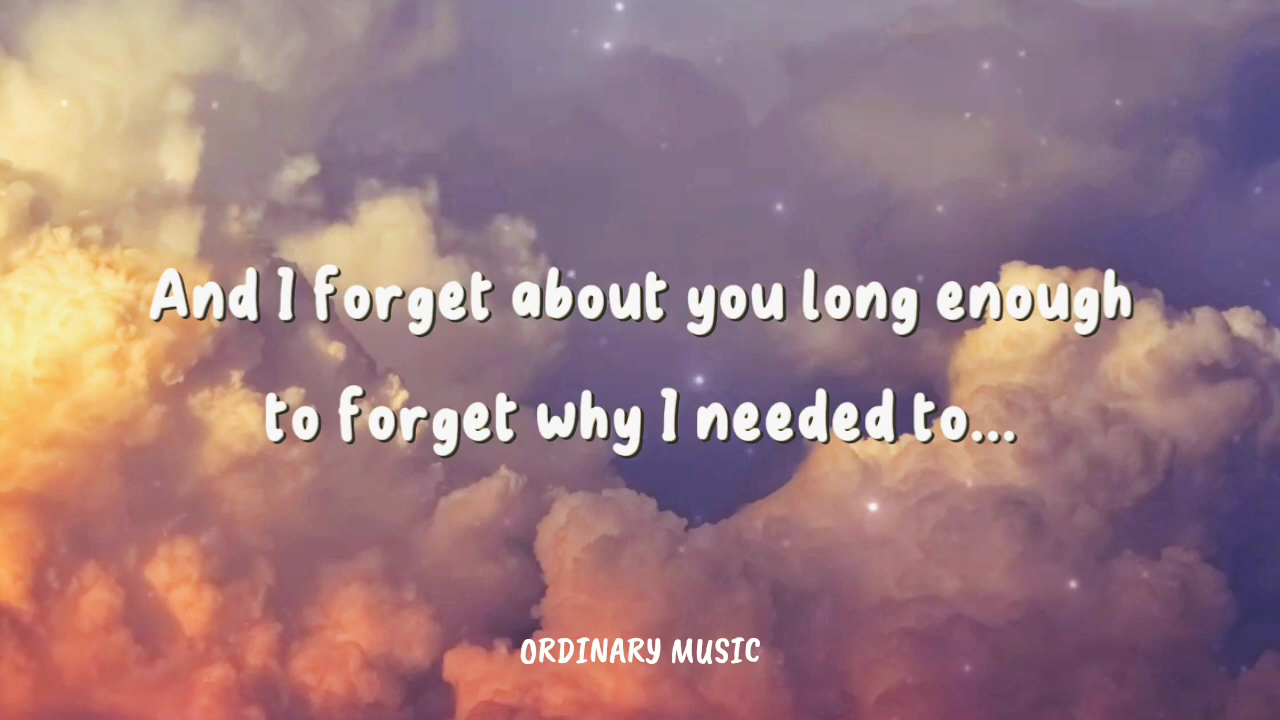 And I forget about you long enough
to forget why I needed to...
ORDINARY MUSIC